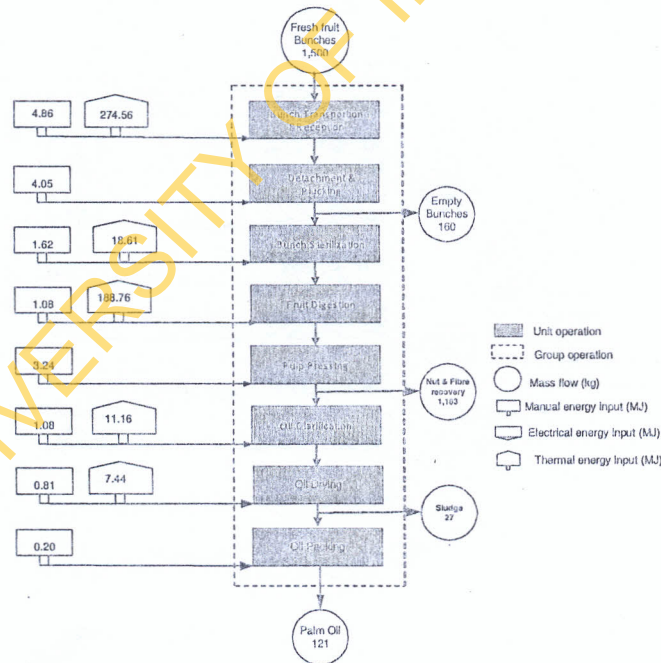 Fresh fruit
Bunches
1,500
4.86
274.56
Bunch Transportion
& Receptor
4.05
Detachment &
Empty
Bunches
160
1.62
18.61
Bunch Sterilization
1.08
188.76
Fruit Digestion
3.24
Pulp Pressing
Nut & Fibre
recovery
1,163
1.08
11.16
Oil Clarification
0.81
7.44
Oil Drying
Sludge
27
0.20
Oil Packing
Palm Oil
121
Unit operation
Group operation
Mass flow (kg)
Manual energy Input (MJ)
Electrical energy Input (MJ)
Thermal energy Input (MJ)
IVERSITY OF